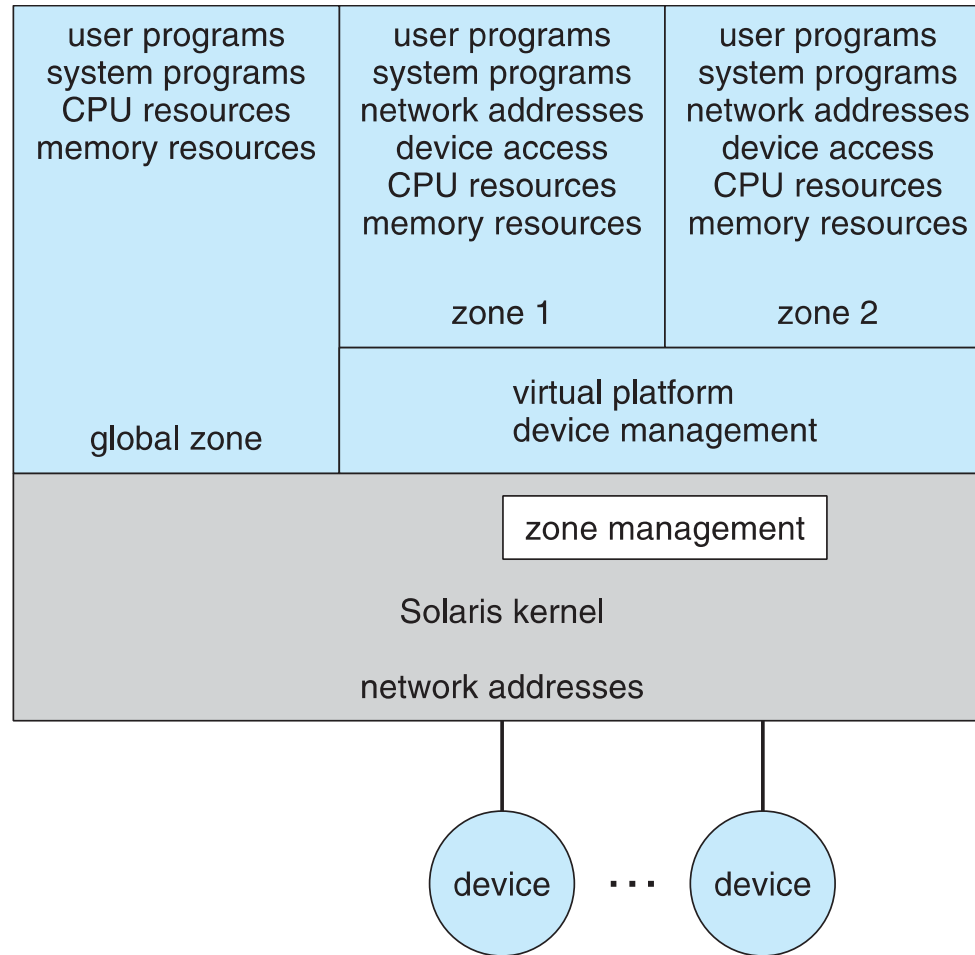 user programs
system programs
CPU resources
memory resources
global zone
user programs
system programs
network addresses
device access
CPU resources
memory resources
zone 1
user programs
system programs
network addresses
device access
CPU resources
memory resources
zone 2
virtual platform
device management
zone management
Solaris kernel
network addresses
device
...
device